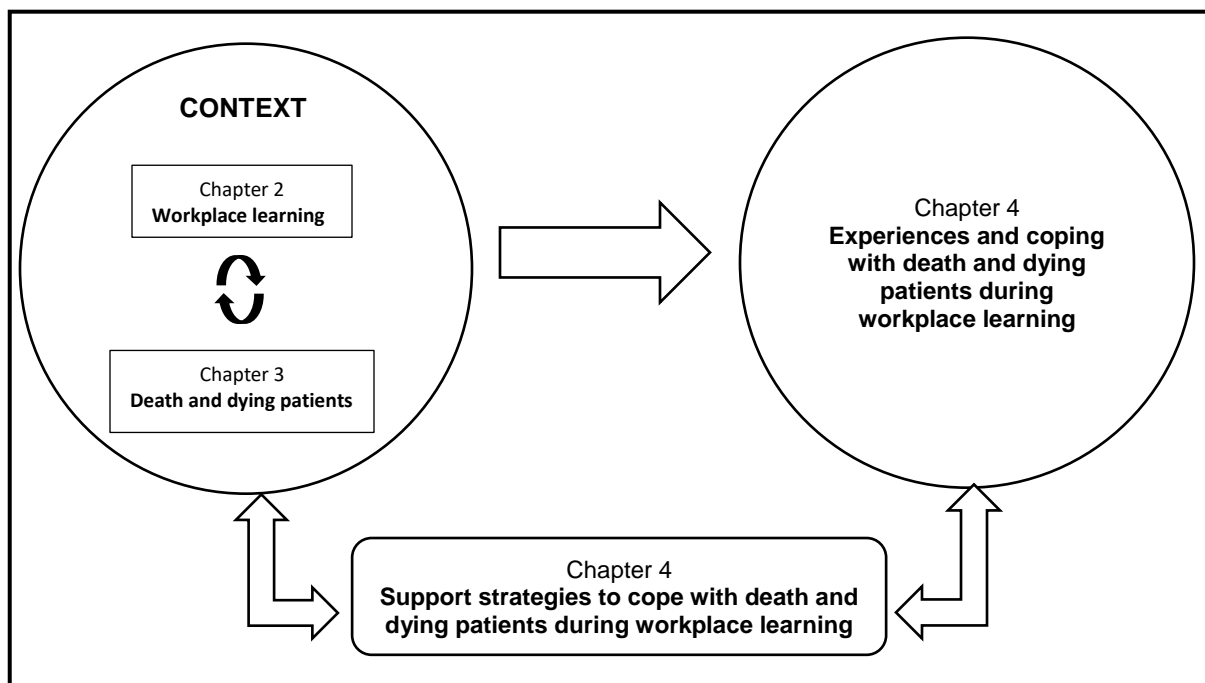 CONTEXT
Chapter 2
Workplace learning
Chapter 3
Death and dying patients
Chapter 4
Experiences and coping
with death and dying
patients during
workplace learning
Chapter 4
Support strategies to cope with death and
dying patients during workplace learning